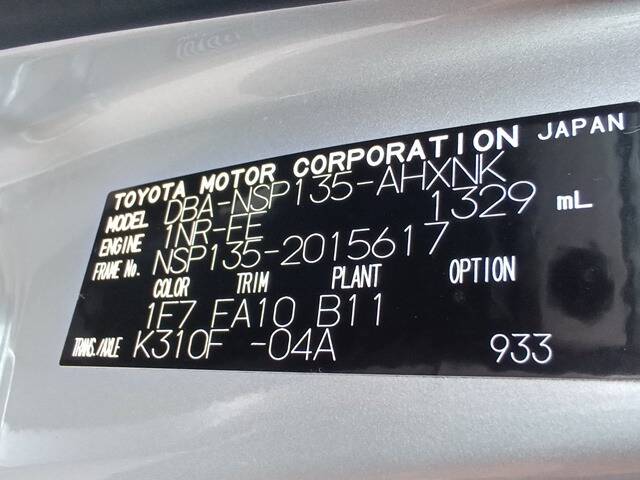 TOYOTA MOTOR CORPORATION JAPAN
MODEL DBA-NSP135-AHXNK
ENGINE 1NR-FE 1329 mL
FRAME No. NSP135-2015617
COLOR TRIM PLANT OPTION
1F7 FA10 B11
TRANS./AXLE K310F -04A 933